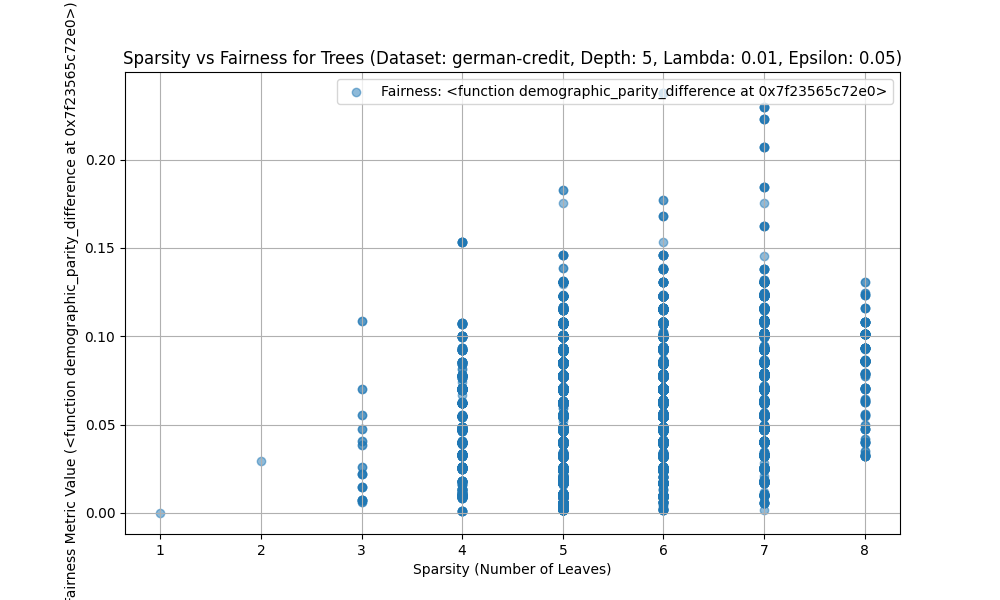 Sparsity vs Fairness for Trees (Dataset: german-credit, Depth: 5, Lambda: 0.01, Epsilon: 0.05)
Fairness: <function demographic_parity_difference at 0x7f23565c72e0>
Fairness Metric Value (<function demographic_parity_difference at 0x7f23565c72e0>)
0.20
0.15
0.10
0.05
0.00
1 2 3 4 5 6 7 8
Sparsity (Number of Leaves)